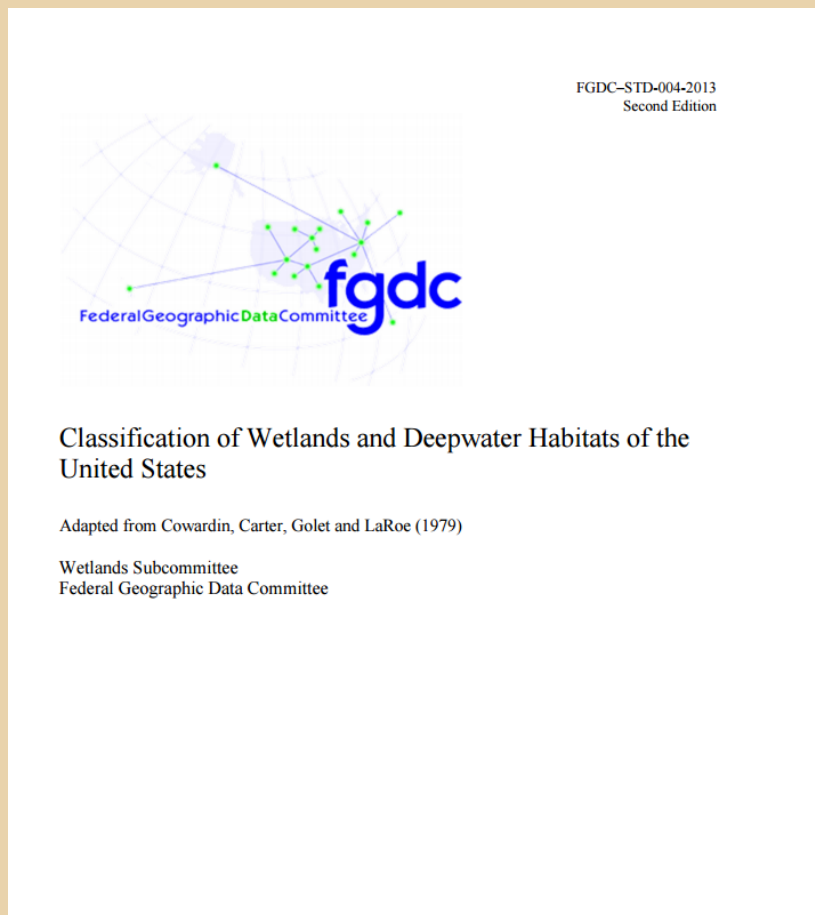 FGDC–STD-004-2013
Second Edition
fgdc
FederalGeographicDataCommittee
Classification of Wetlands and Deepwater Habitats of the
United States
Adapted from Cowardin, Carter, Golet and LaRoe (1979)
Wetlands Subcommittee
Federal Geographic Data Committee